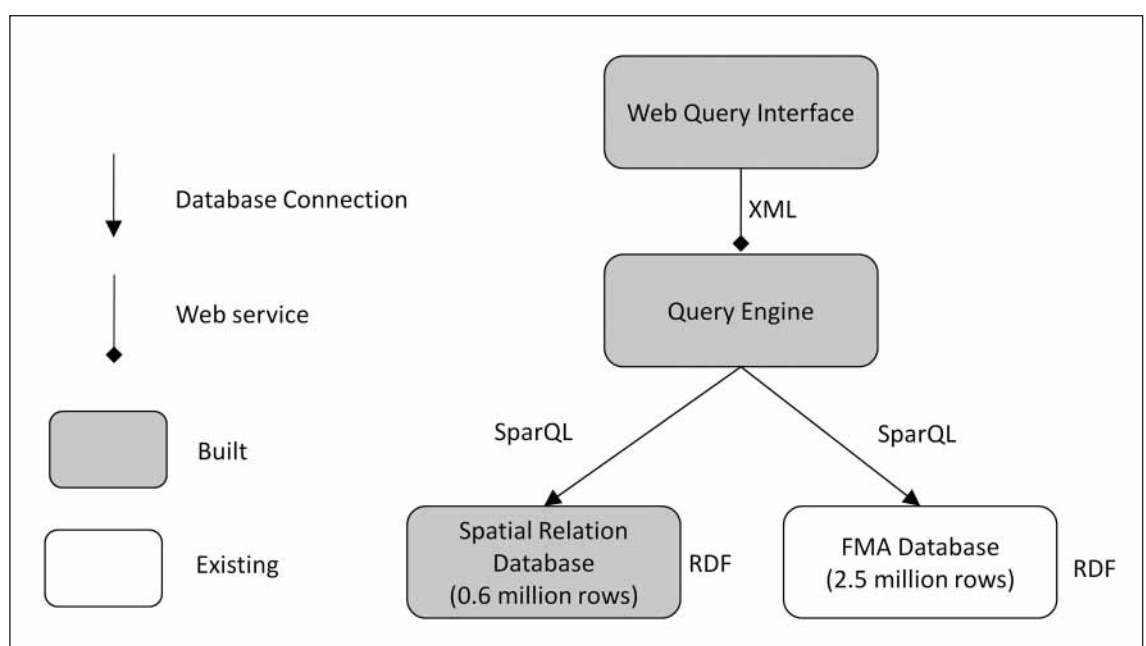 Web Query Interface
XML
Database Connection
Query Engine
Web service
SparQL
SparQL
Built
Spatial Relation
Database
(0.6 million rows)
RDF
FMA Database
(2.5 million rows)
RDF
Existing